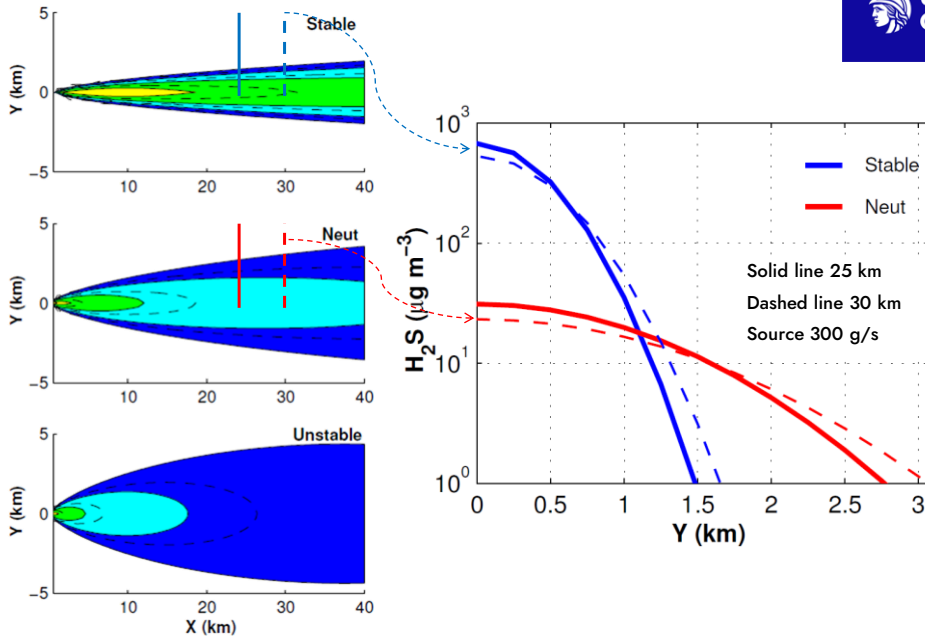 5
Stable
Y (km)
0
−5
10
20
30
40
5
Neut
Y (km)
0
−5
10
20
30
40
5
Unstable
Y (km)
0
−5
10
20
30
40
X (km)
10³
10²
10¹
10⁰
H₂S (μg m⁻³)
Stable
Neut
Solid line 25 km
Dashed line 30 km
Source 300 g/s
0
0.5
1
1.5
2
2.5
3
Y (km)